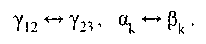 γ₁₂ ↔ γ₂₃, αₖ ↔ βₖ.